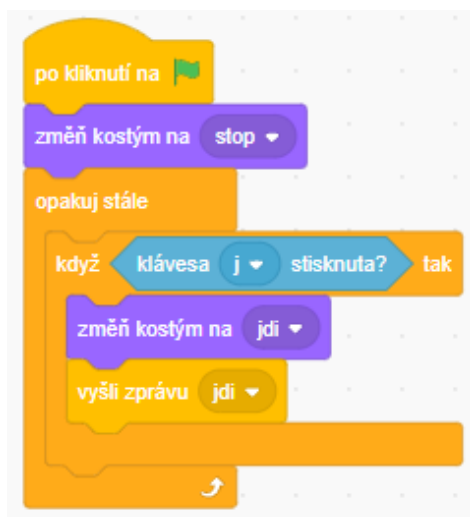 po kliknutí na
změň kostým na stop
opakuj stále
když klávesa j stisknuta? tak
změň kostým na jdi
vyšli zprávu jdi